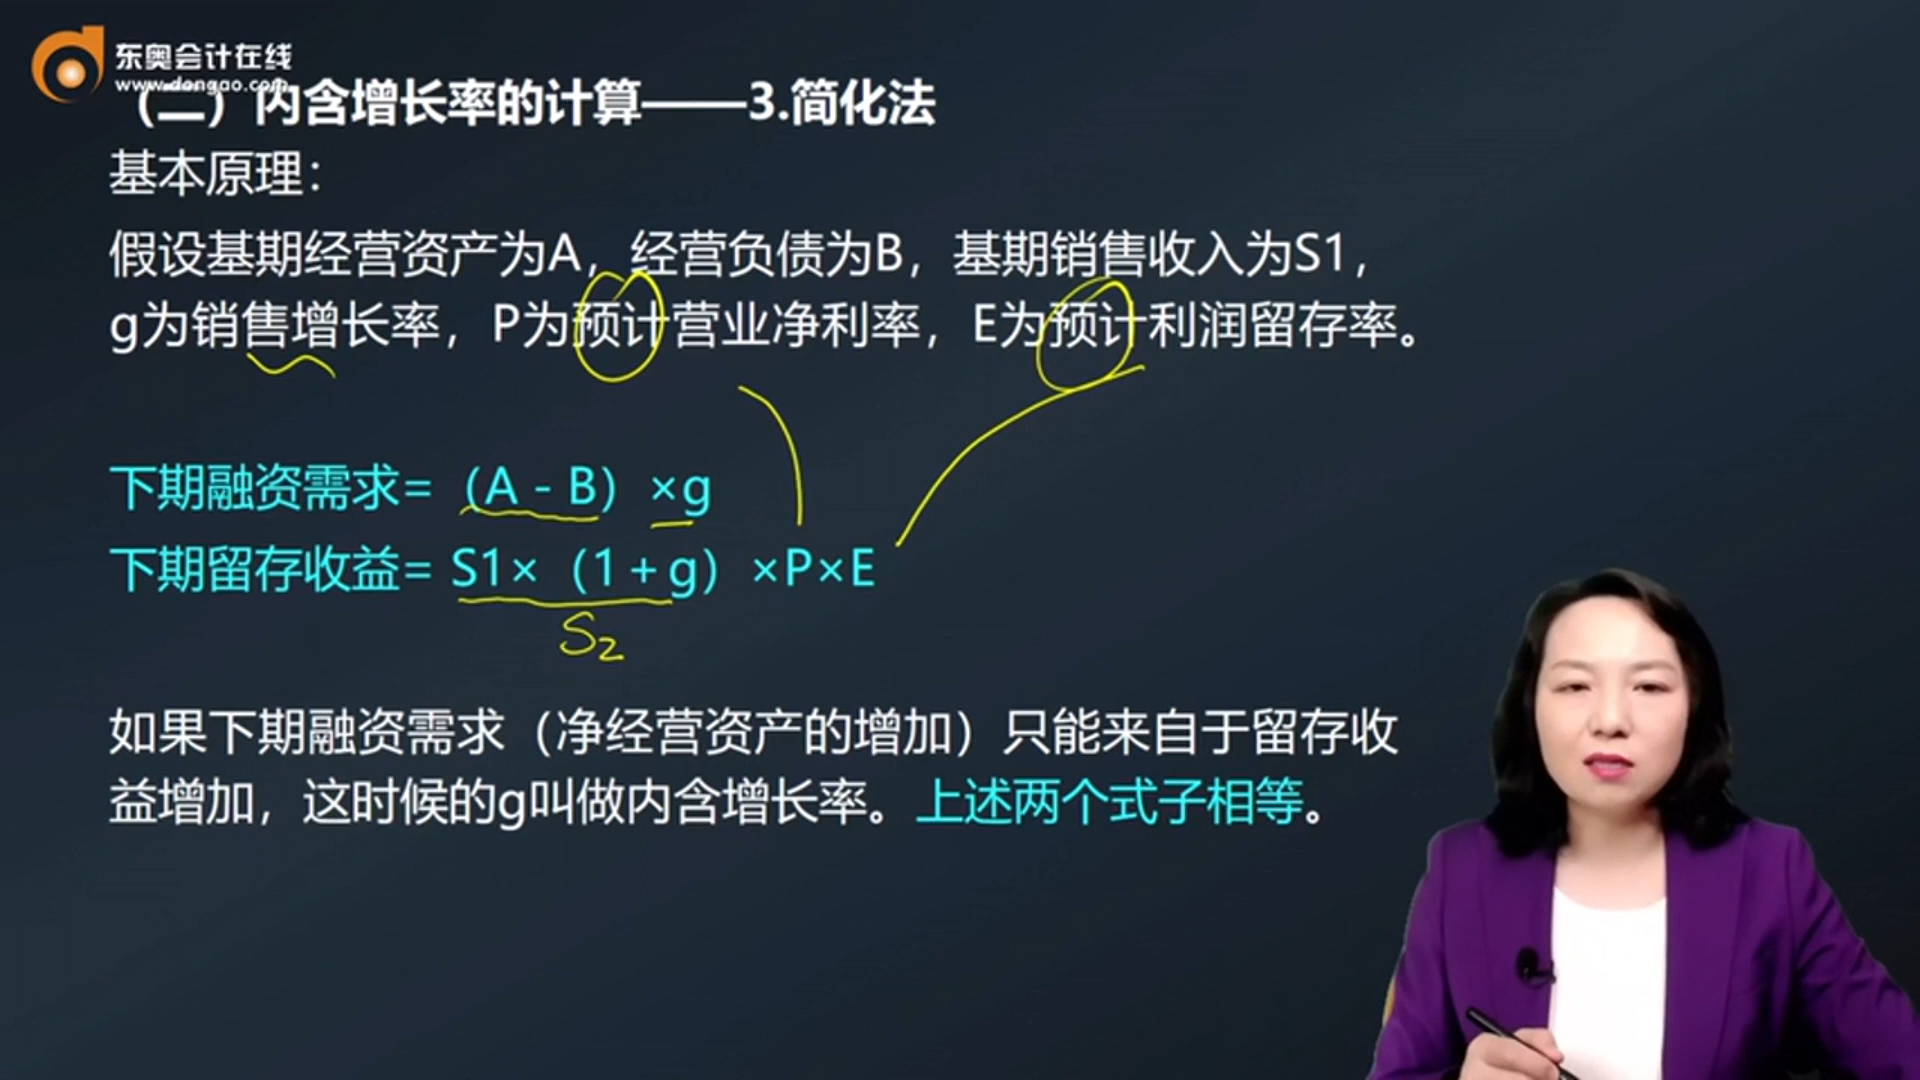 东奥会计在线
www.dongao.com
（二）内含增长率的计算——3.简化法
基本原理：
假设基期经营资产为A，经营负债为B，基期销售收入为S1，
g为销售增长率，P为预计营业净利率，E为预计利润留存率。
下期融资需求=（A-B）×g
下期留存收益=S1×（1+g）×P×E
S2
如果下期融资需求（净经营资产的增加）只能来自于留存收
益增加，这时候的g叫做内含增长率。上述两个式子相等。